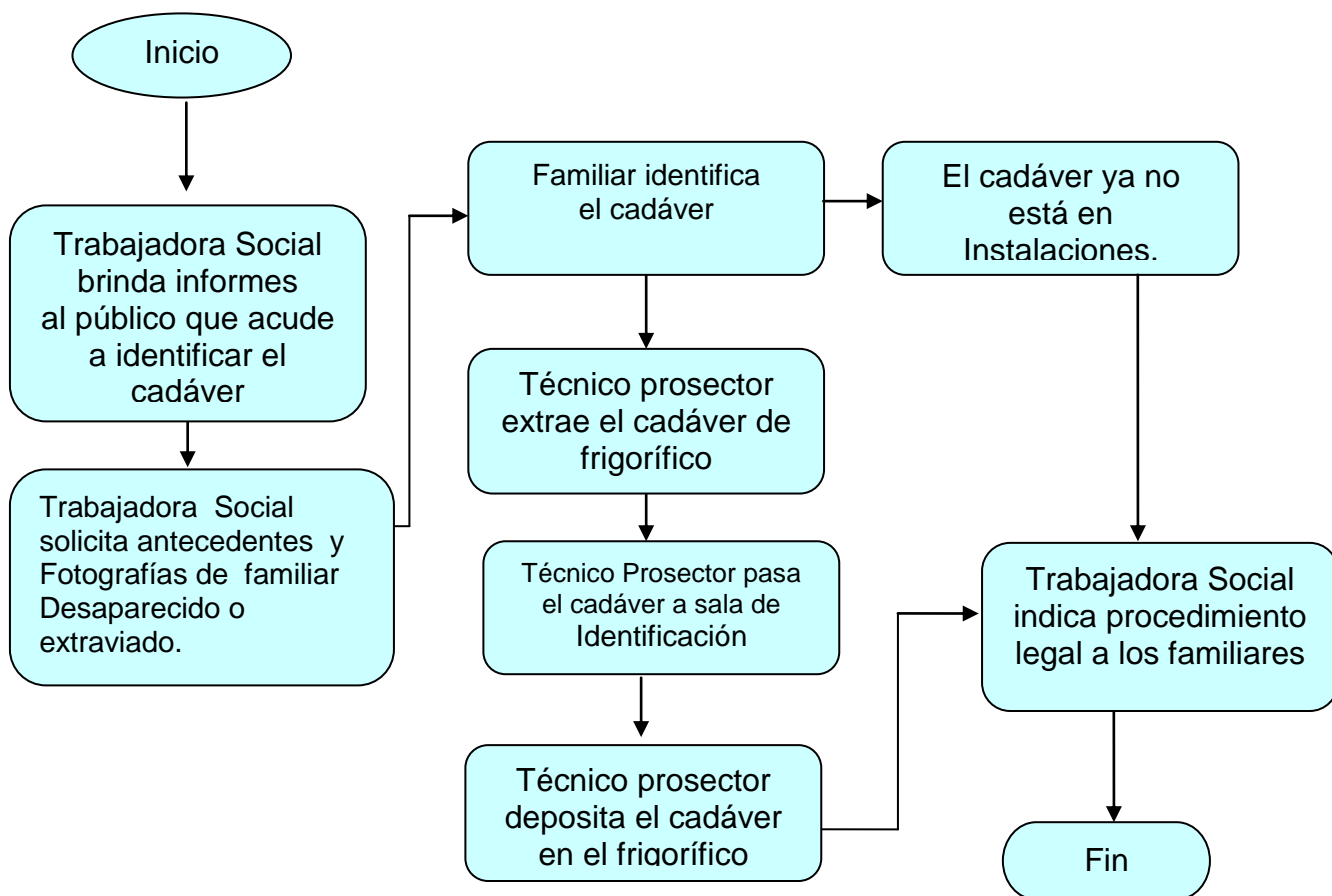 Inicio
Trabajadora Social
brinda informes
al público que acude
a identificar el
cadáver
Trabajadora Social
solicita antecedentes y
Fotografías de familiar
Desaparecido o
extraviado.
Familiar identifica
el cadáver
El cadáver ya no
está en
Instalaciones.
Técnico prosector
extrae el cadáver de
frigorífico
Técnico Prosector pasa
el cadáver a sala de
Identificación
Técnico prosector
deposita el cadáver
en el frigorífico
Trabajadora Social
indica procedimiento
legal a los familiares
Fin